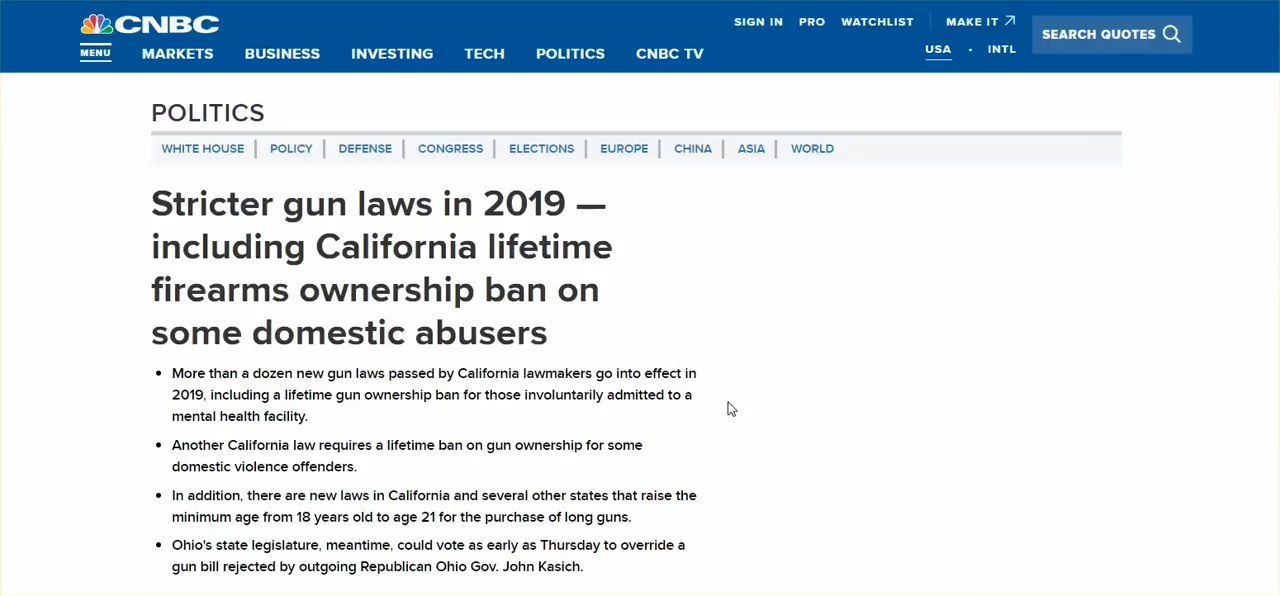 CNBC
SIGN IN PRO WATCHLIST MAKE IT
MENU MARKETS BUSINESS INVESTING TECH POLITICS CNBC TV
USA · INTL
SEARCH QUOTES
POLITICS
WHITE HOUSE POLICY DEFENSE CONGRESS ELECTIONS EUROPE CHINA ASIA WORLD
Stricter gun laws in 2019 —
including California lifetime
firearms ownership ban on
some domestic abusers
• More than a dozen new gun laws passed by California lawmakers go into effect in
2019, including a lifetime gun ownership ban for those involuntarily admitted to a
mental health facility.
• Another California law requires a lifetime ban on gun ownership for some
domestic violence offenders.
• In addition, there are new laws in California and several other states that raise the
minimum age from 18 years old to age 21 for the purchase of long guns.
• Ohio's state legislature, meantime, could vote as early as Thursday to override a
gun bill rejected by outgoing Republican Ohio Gov. John Kasich.